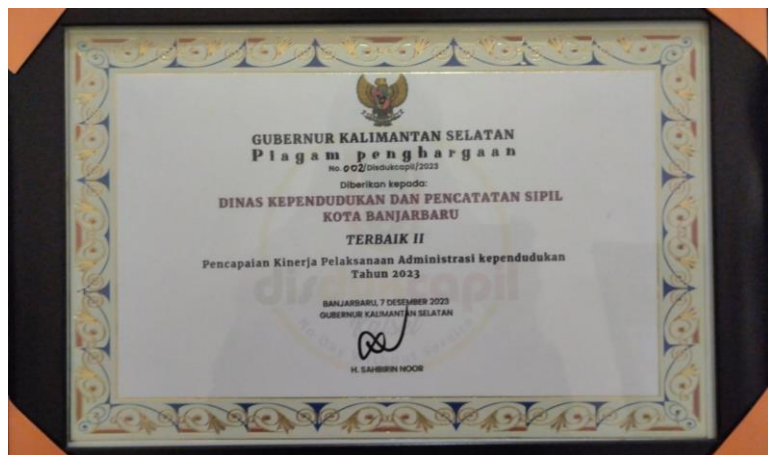 GUBERNUR KALIMANTAN SELATAN
Piagam penghargaan
No. 002/Disdukcapil/2023
Diberikan kepada:
DINAS KEPENDUDUKAN DAN PENCATATAN SIPIL
KOTA BANJARBARU
TERBAIK II
Pencapaian Kinerja Pelaksanaan Administrasi kependudukan
Tahun 2023
disdukcapil
BANJARBARU, 7 DESEMBER 2023
GUBERNUR KALIMANTAN SELATAN
H. SAHBIRIN NOOR